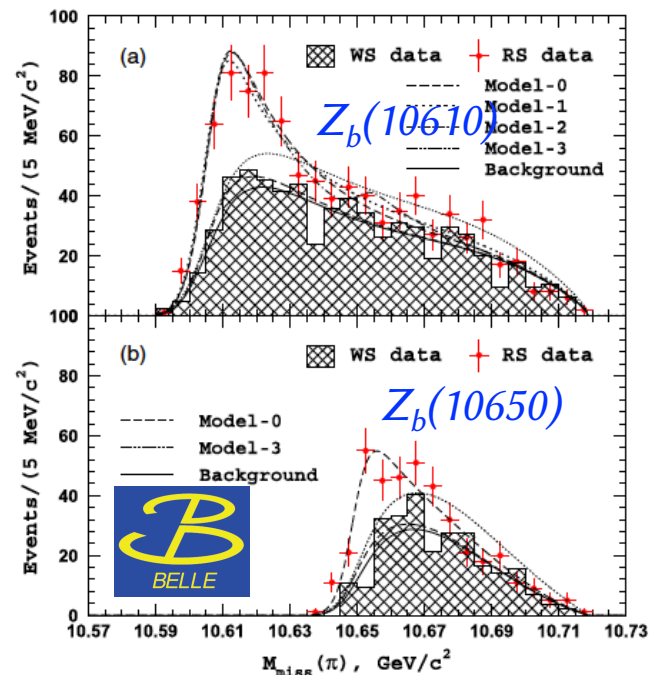 100
(a)
WS data
RS data
80
Model-0
Model-1
Z_b(10610)
Model-2
60
Model-3
Background
40
20
Events/(5 MeV/c²)
100
(b)
WS data
RS data
80
Z_b(10650)
Model-0
60
Model-3
Background
40
BELLE
20
0
Events/(5 MeV/c²)
10.57 10.59 10.61 10.63 10.65 10.67 10.69 10.71 10.73
M_miss(π), GeV/c²